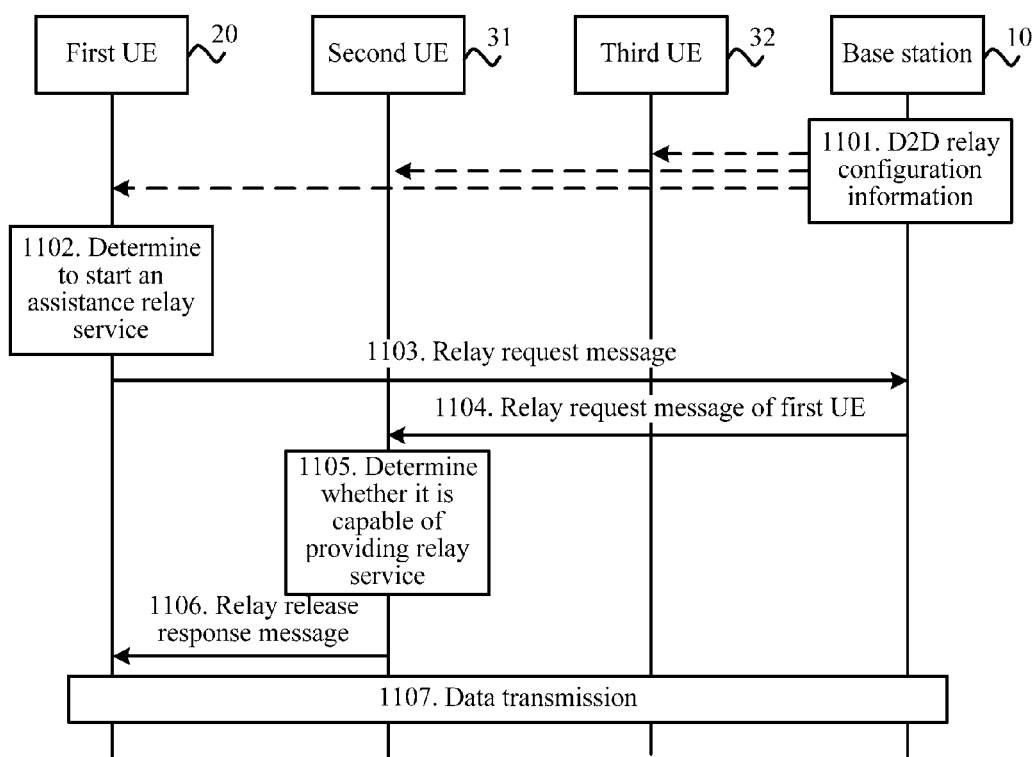 20
31
32
10
First UE
Second UE
Third UE
Base station
1101. D2D relay
configuration
information
1102. Determine
to start an
assistance relay
service
1103. Relay request message
1104. Relay request message of first UE
1105. Determine
whether it is
capable of
providing relay
service
1106. Relay release
response message
1107. Data transmission